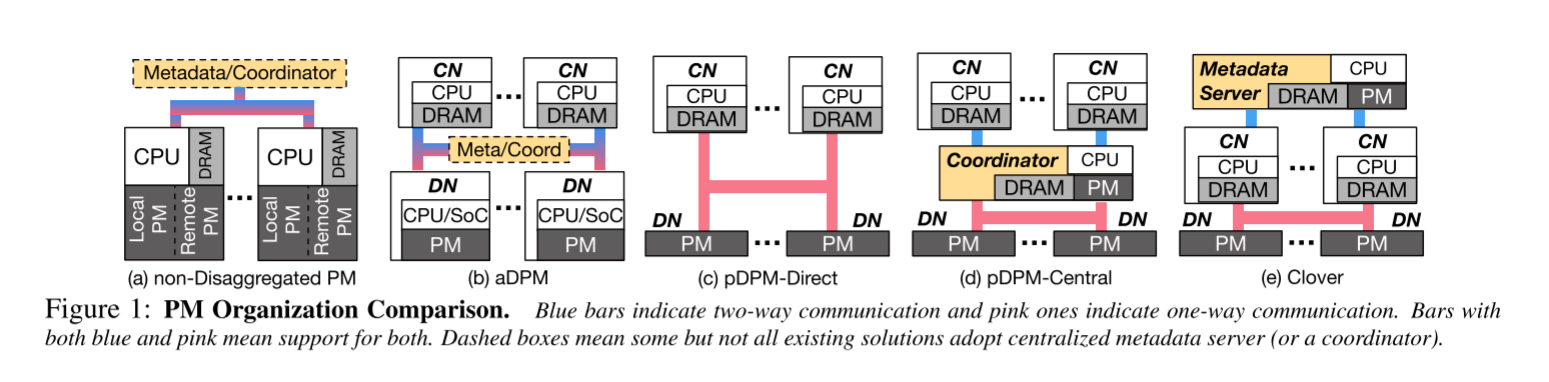 Metadata/Coordinator
CPU
DRAM
Local
PM
Remote
PM
...
CPU
DRAM
Local
PM
Remote
PM
(a) non-Disaggregated PM
CN
CPU
DRAM
...
CN
CPU
DRAM
Meta/Coord
DN
CPU/SoC
PM
...
DN
CPU/SoC
PM
(b) aDPM
CN
CPU
DRAM
...
CN
CPU
DRAM
DN
PM
...
DN
PM
(c) pDPM-Direct
CN
CPU
DRAM
...
CN
CPU
DRAM
Coordinator
CPU
DRAM
PM
DN
PM
...
DN
PM
(d) pDPM-Central
Metadata
Server
CPU
DRAM
PM
CN
CPU
DRAM
...
CN
CPU
DRAM
DN
PM
...
DN
PM
(e) Clover
Figure 1: PM Organization Comparison. Blue bars indicate two-way communication and pink ones indicate one-way communication. Bars with
both blue and pink mean support for both. Dashed boxes mean some but not all existing solutions adopt centralized metadata server (or a coordinator).